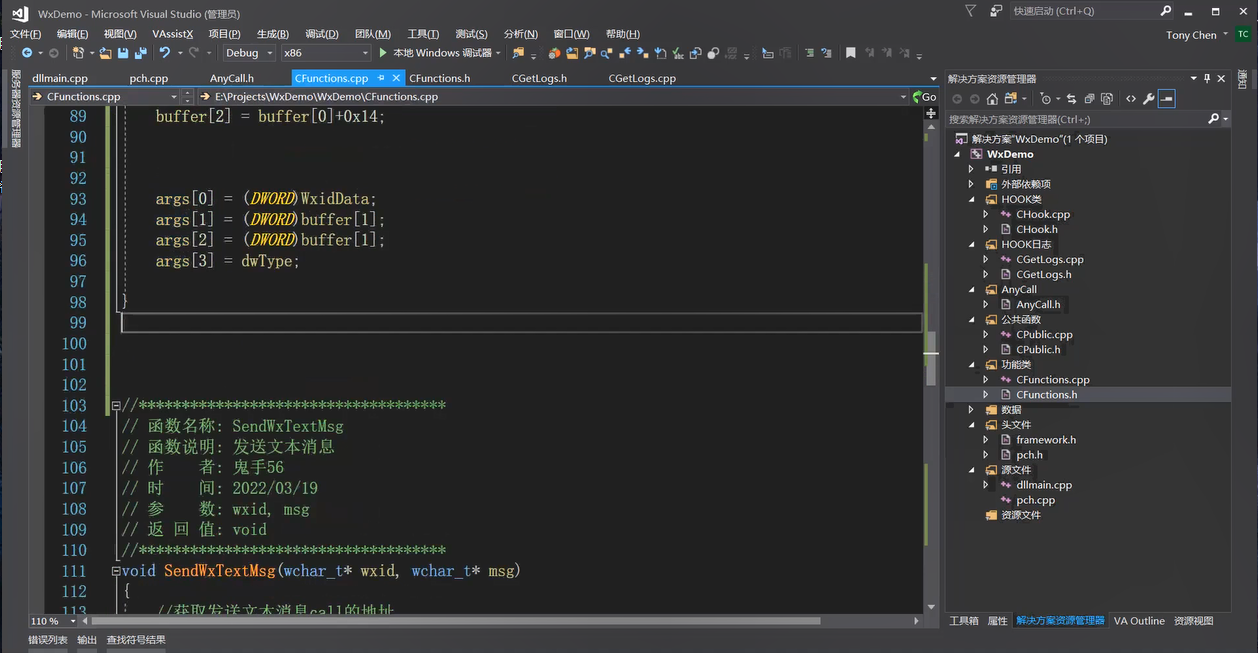 WxDemo - Microsoft Visual Studio (管理员)
快速启动 (Ctrl+Q)
文件(F) 编辑(E) 视图(V) VAssistX 项目(P) 生成(B) 调试(D) 团队(M) 工具(T) 测试(S) 分析(N) 窗口(W) 帮助(H)
Tony Chen TC
Debug x86 本地 Windows 调试器
服务器资源管理器
dllmain.cpp pch.cpp AnyCall.h CFunctions.cpp CFunctions.h CGetLogs.h CGetLogs.cpp
CFunctions.cpp E:\Projects\WxDemo\WxDemo\CFunctions.cpp Go
89 buffer[2] = buffer[0]+0x14;
90
91
92
93 args[0] = (DWORD)WxidData;
94 args[1] = (DWORD)buffer[1];
95 args[2] = (DWORD)buffer[1];
96 args[3] = dwType;
97
98 }
99
100
101
102
103 //************************************
104 // 函数名称: SendWxTextMsg
105 // 函数说明: 发送文本消息
106 // 作 者: 鬼手56
107 // 时 间: 2022/03/19
108 // 参 数: wxid, msg
109 // 返 回 值: void
110 //************************************
111 void SendWxTextMsg(wchar_t* wxid, wchar_t* msg)
112 {
113 //获取发送文本消息call的地址
110 %
错误列表 输出 查找符号结果
解决方案资源管理器
搜索解决方案资源管理器(Ctrl+;)
解决方案"WxDemo"(1 个项目)
WxDemo
引用
外部依赖项
HOOK类
CHook.cpp
CHook.h
HOOK日志
CGetLogs.cpp
CGetLogs.h
AnyCall
AnyCall.h
公共函数
CPublic.cpp
CPublic.h
功能类
CFunctions.cpp
CFunctions.h
数据
头文件
framework.h
pch.h
源文件
dllmain.cpp
pch.cpp
资源文件
工具箱 属性 解决方案资源管理器 VA Outline 资源视图
通知